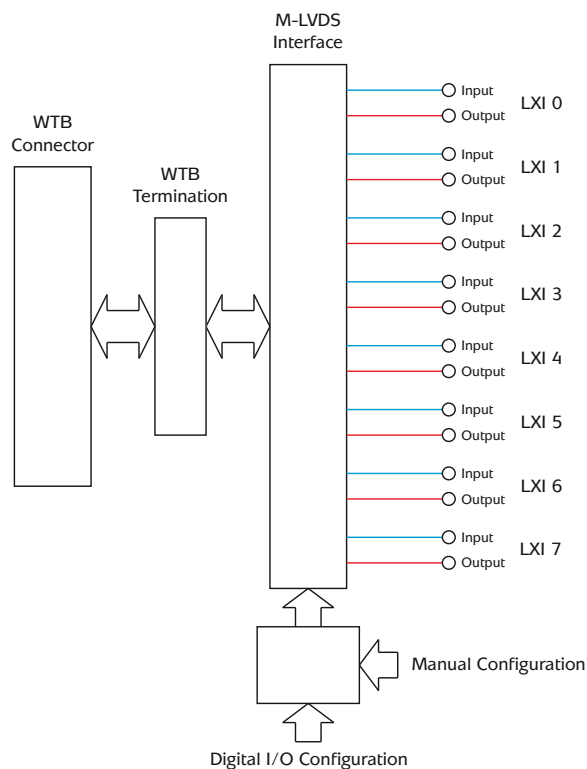 M-LVDS
Interface
WTB
Connector
WTB
Termination
Input
LXI 0
Output
Input
LXI 1
Output
Input
LXI 2
Output
Input
LXI 3
Output
Input
LXI 4
Output
Input
LXI 5
Output
Input
LXI 6
Output
Input
LXI 7
Output
Manual Configuration
Digital I/O Configuration